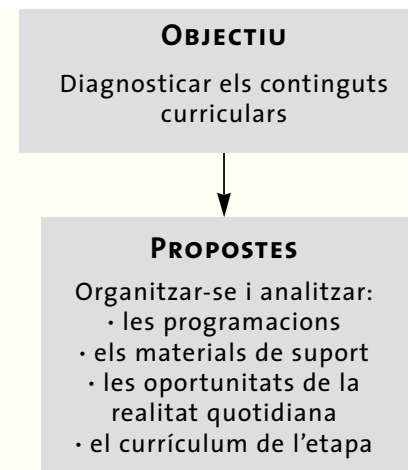 OBJECTIU
Diagnosticar els continguts
curriculars
PROPOSTES
Organitzar-se i analitzar:
· les programacions
· els materials de suport
· les oportunitats de la
realitat quotidiana
· el currículum de l’etapa